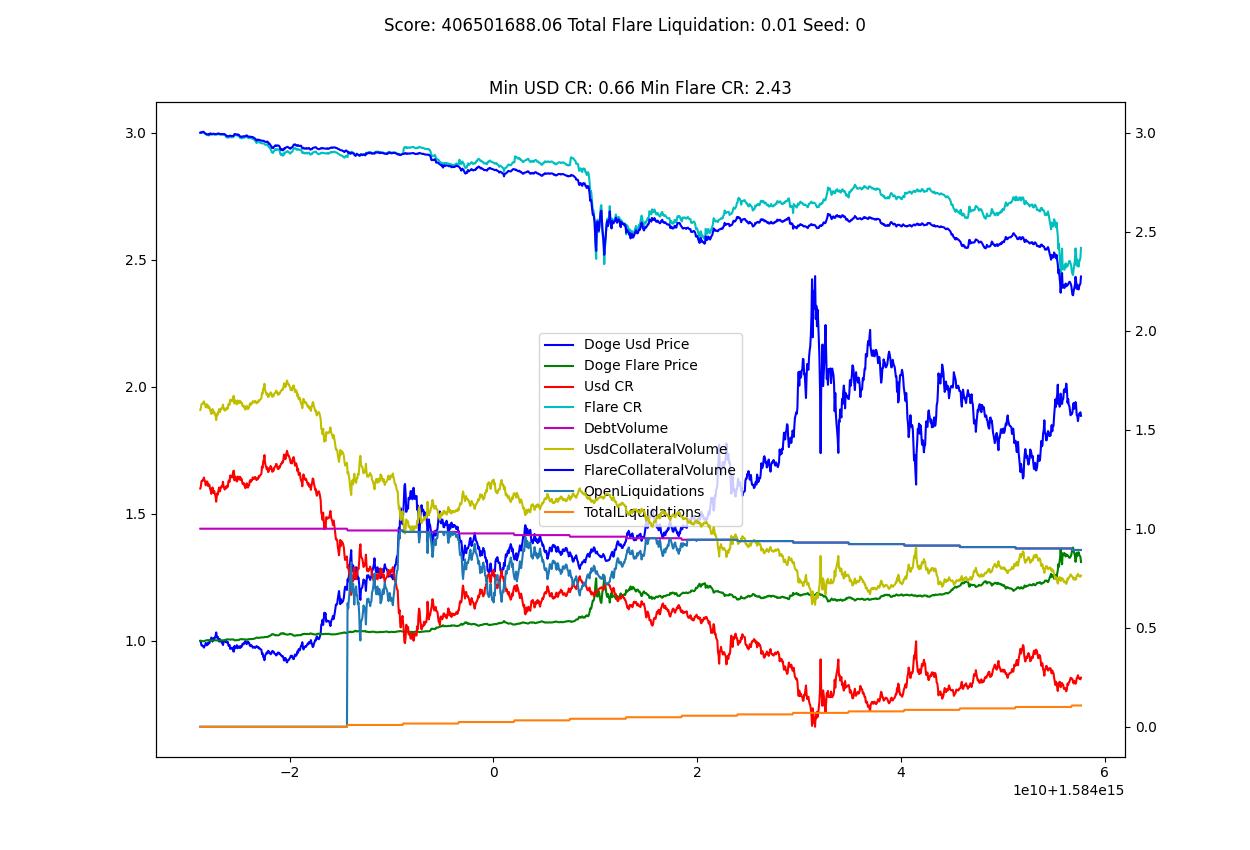 Score: 406501688.06 Total Flare Liquidation: 0.01 Seed: 0
Min USD CR: 0.66 Min Flare CR: 2.43
3.0
2.5
2.0
1.5
1.0
3.0
2.5
2.0
1.5
1.0
0.5
0.0
Doge Usd Price
Doge Flare Price
Usd CR
Flare CR
DebtVolume
UsdCollateralVolume
FlareCollateralVolume
OpenLiquidations
TotalLiquidations
−2
0
2
4
6
1e10+1.584e15